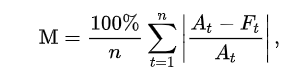 M = \frac{100\%}{n} \sum_{t=1}^{n} \left| \frac{A_t - F_t}{A_t} \right|,